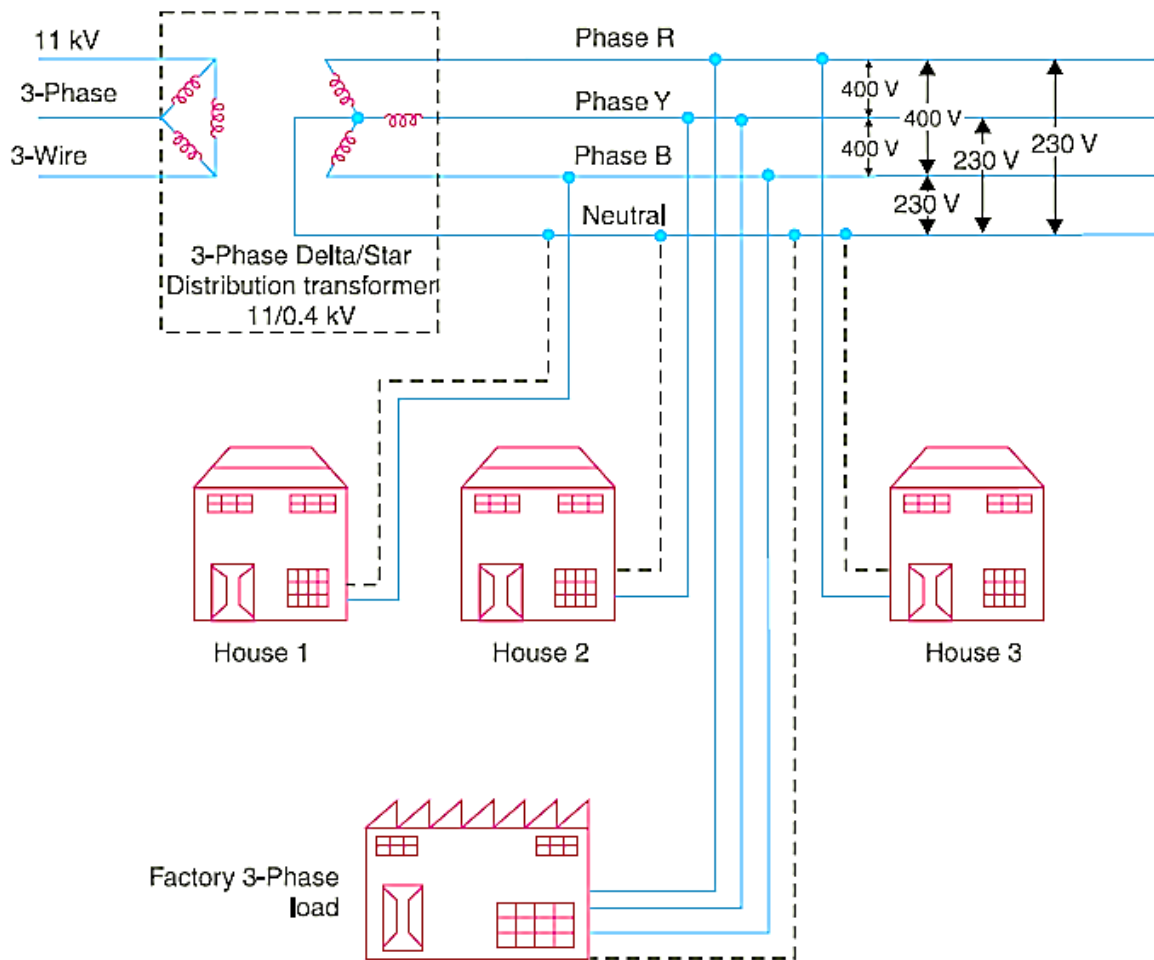 11 kV
3-Phase
3-Wire
3-Phase Delta/Star
Distribution transformer
11/0.4 kV
Phase R
Phase Y
Phase B
Neutral
400 V
400 V
400 V
230 V
230 V
230 V
House 1
House 2
House 3
Factory 3-Phase
load